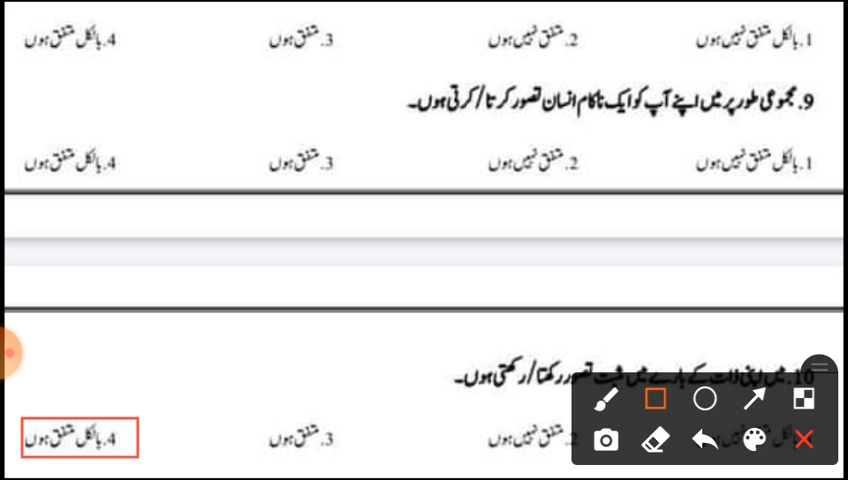 1. بالکل متفق نہیں ہوں 2. متفق نہیں ہوں 3. متفق ہوں 4. بالکل متفق ہوں
9. مجموعی طور پر میں اپنے آپ کو ایک ناکام انسان تصور کرتا/کرتی ہوں۔
1. بالکل متفق نہیں ہوں 2. متفق نہیں ہوں 3. متفق ہوں 4. بالکل متفق ہوں
10. میں اپنی ذات کے بارے میں مثبت تصور رکھتا/رکھتی ہوں۔
2. متفق نہیں ہوں 3. متفق ہوں 4. بالکل متفق ہوں